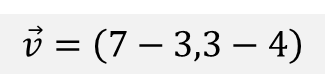 v⃗ = (7 − 3,3 − 4)